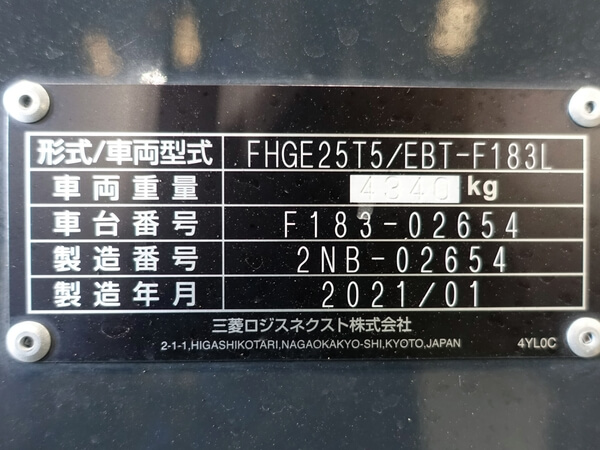 形式/車両型式 FHGE25T5/EBT-F183L
車両重量 4340 kg
車台番号 F183-02654
製造番号 2NB-02654
製造年月 2021/01
三菱ロジスネクスト株式会社
2-1-1,HIGASHIKOTARI,NAGAOKAKYO-SHI,KYOTO,JAPAN 4YL0C